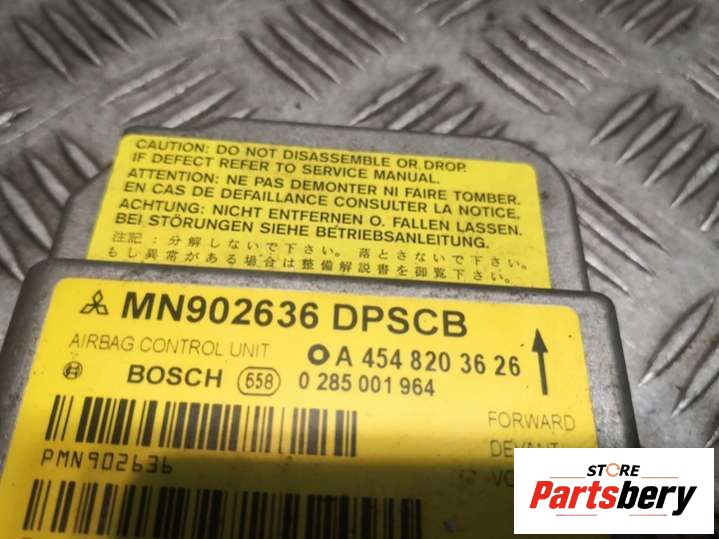 CAUTION: DO NOT DISASSEMBLE OR DROP.
IF DEFECT REFER TO SERVICE MANUAL.
ATTENTION: NE PAS DEMONTER NI FAIRE TOMBER.
EN CAS DE DEFAILLANCE CONSULTER LA NOTICE.
ACHTUNG: NICHT ENTFERNEN O. FALLEN LASSEN.
BEI STÖRUNGEN SIEHE BETRIEBSANLEITUNG.
注記:分解しないで下さい。落とさないで下さい。
もし異常がある場合は整備解説書を御覧下さい。
MN902636 DPSCB
AIRBAG CONTROL UNIT A 454 820 36 26
BOSCH 658 0 285 001 964
FORWARD
DEVANT
PMN902636
STORE
Partsbery